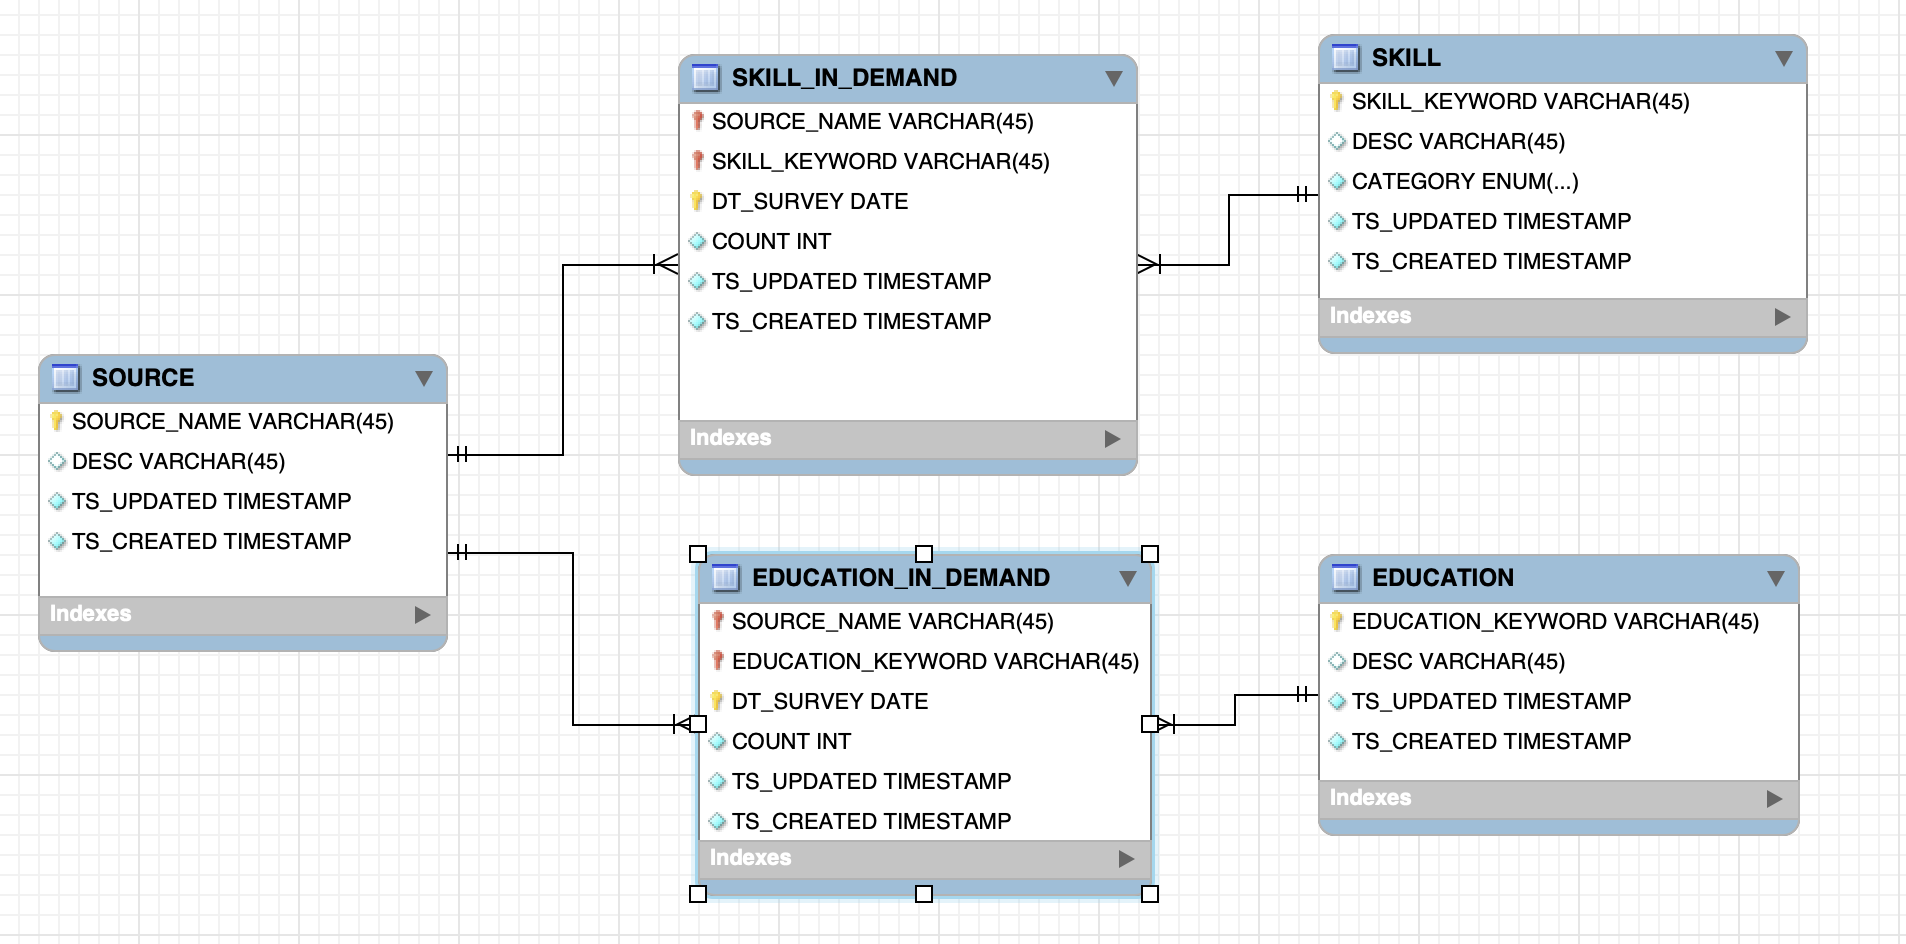 SKILL_IN_DEMAND
SOURCE_NAME VARCHAR(45)
SKILL_KEYWORD VARCHAR(45)
DT_SURVEY DATE
COUNT INT
TS_UPDATED TIMESTAMP
TS_CREATED TIMESTAMP
Indexes
SKILL
SKILL_KEYWORD VARCHAR(45)
DESC VARCHAR(45)
CATEGORY ENUM(...)
TS_UPDATED TIMESTAMP
TS_CREATED TIMESTAMP
Indexes
SOURCE
SOURCE_NAME VARCHAR(45)
DESC VARCHAR(45)
TS_UPDATED TIMESTAMP
TS_CREATED TIMESTAMP
Indexes
EDUCATION_IN_DEMAND
SOURCE_NAME VARCHAR(45)
EDUCATION_KEYWORD VARCHAR(45)
DT_SURVEY DATE
COUNT INT
TS_UPDATED TIMESTAMP
TS_CREATED TIMESTAMP
Indexes
EDUCATION
EDUCATION_KEYWORD VARCHAR(45)
DESC VARCHAR(45)
TS_UPDATED TIMESTAMP
TS_CREATED TIMESTAMP
Indexes